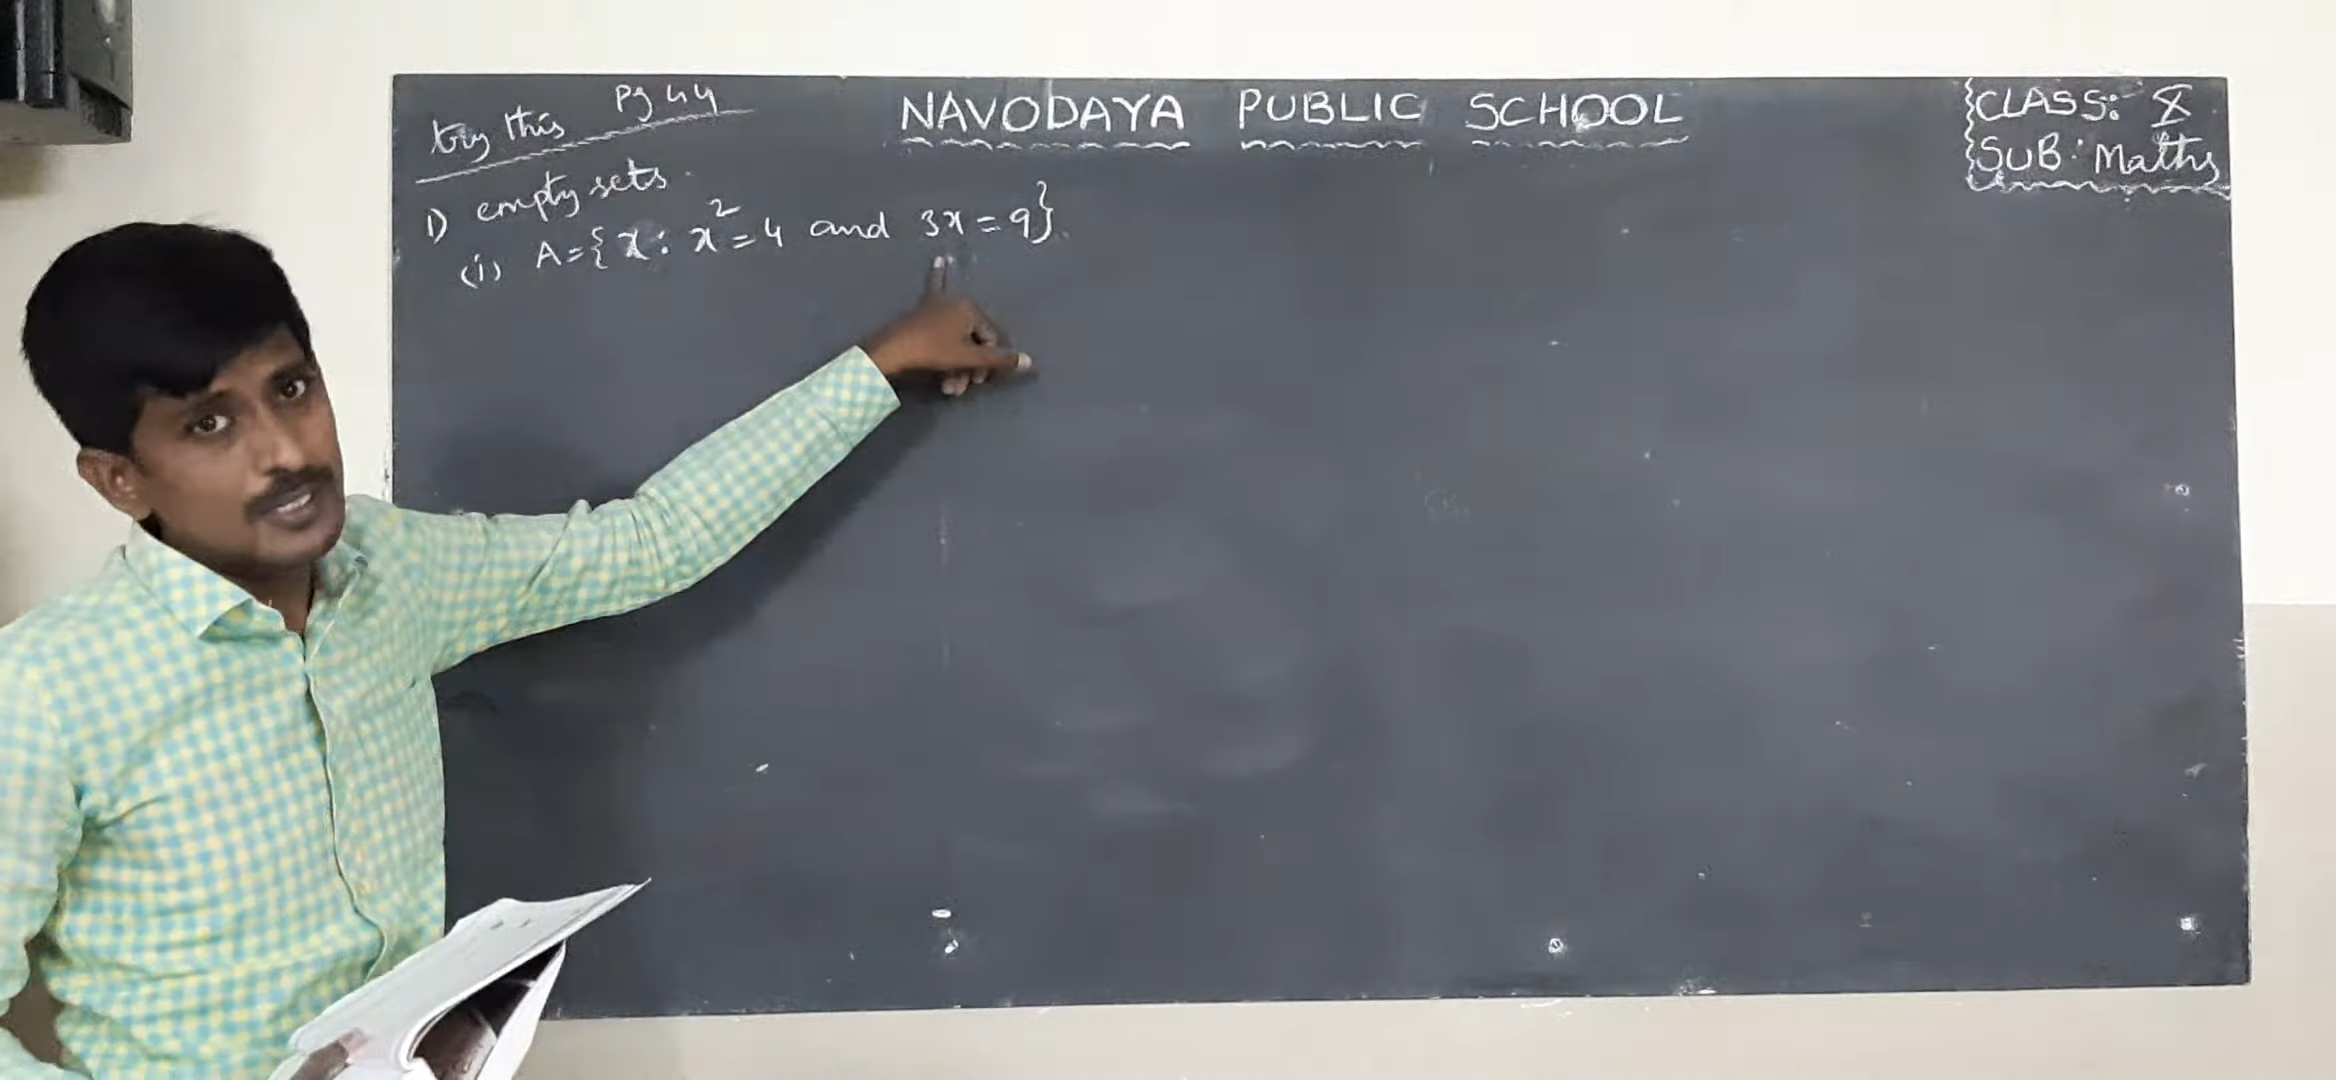 try this Pg 44
NAVODAYA PUBLIC SCHOOL
CLASS: X
SUB: Maths
1) empty sets.
(i) A={x: x²=4 and 3x=9}.